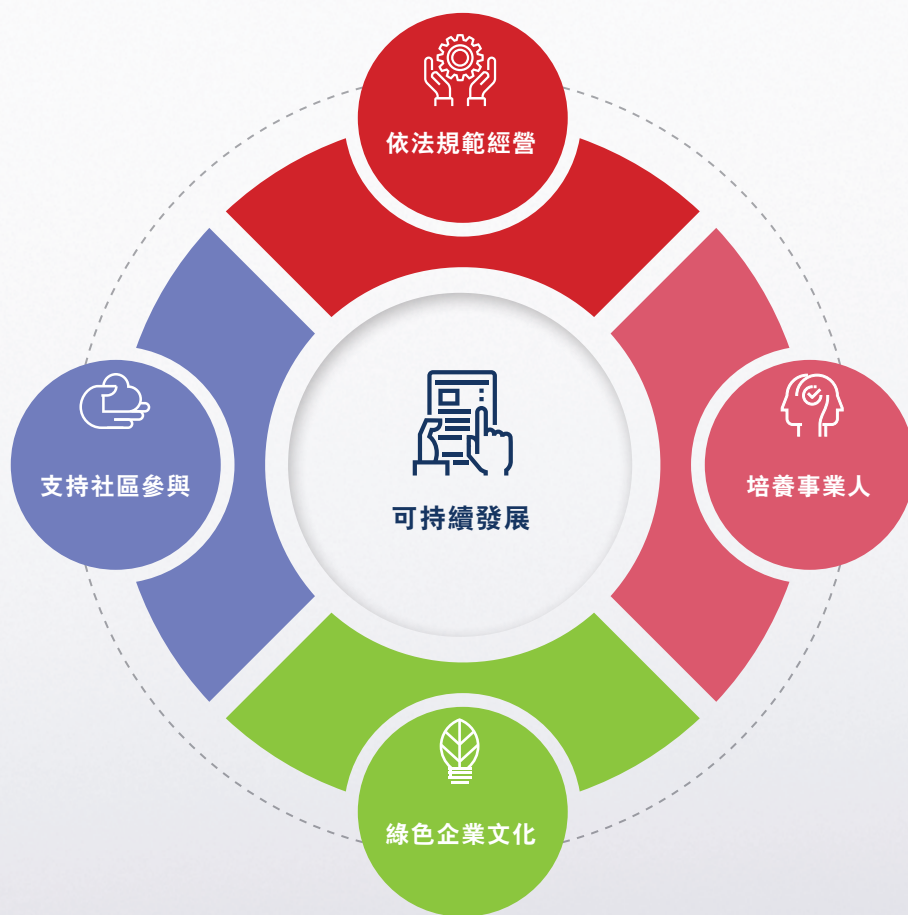 依法規範經營
支持社區參與
可持續發展
培養事業人
綠色企業文化